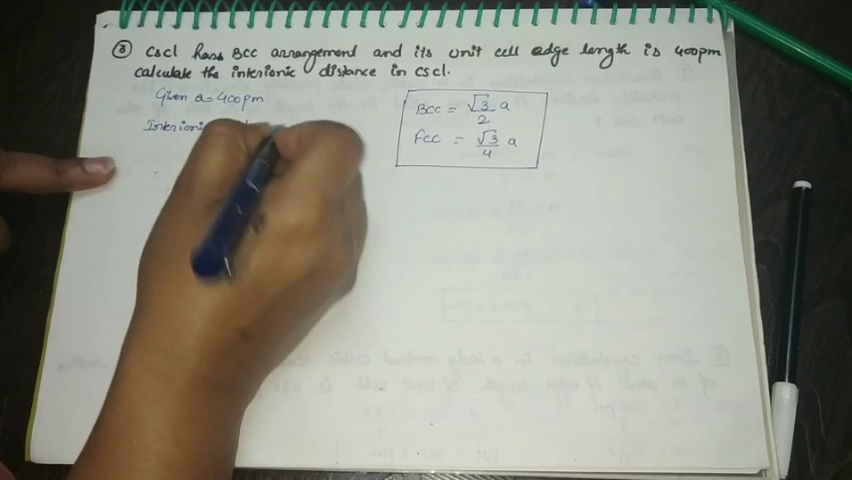 ③ CsCl has BCC arrangement and its unit cell edge length is 400pm
calculate the interionic distance in CsCl.
Given a=400pm
BCC = √3/2 a
FCC = √3/4 a